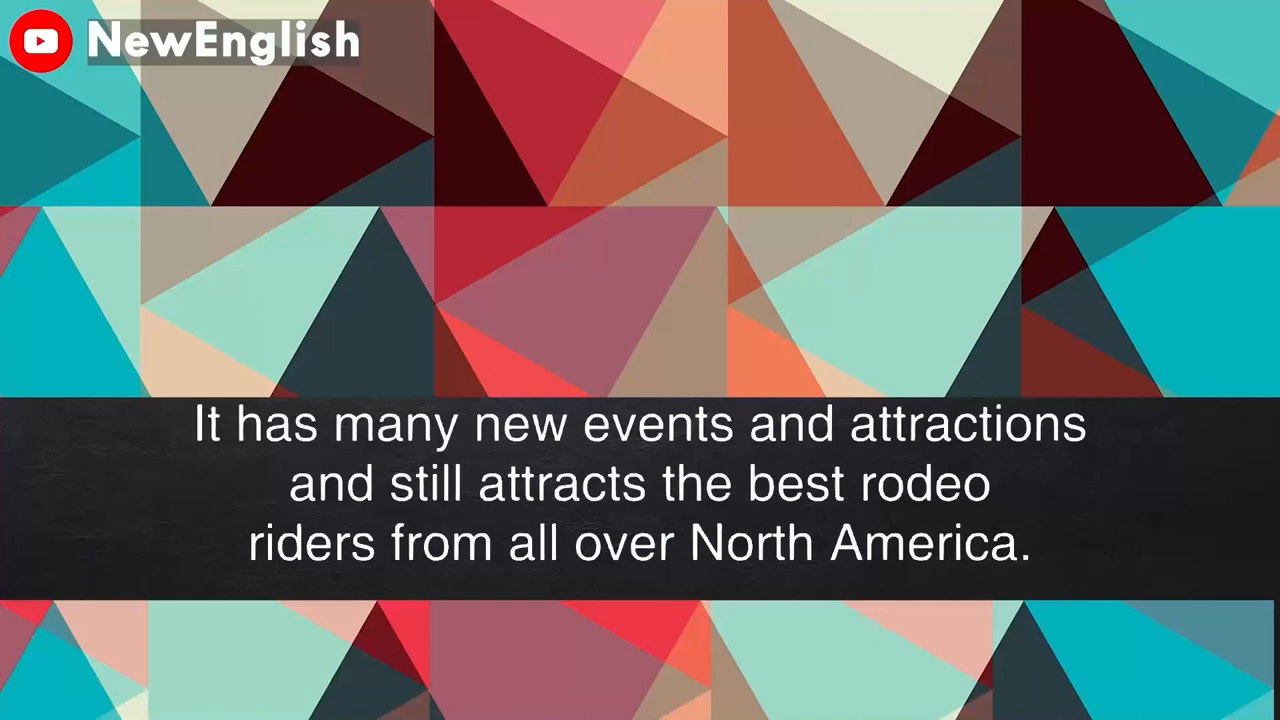 NewEnglish
It has many new events and attractions
and still attracts the best rodeo
riders from all over North America.